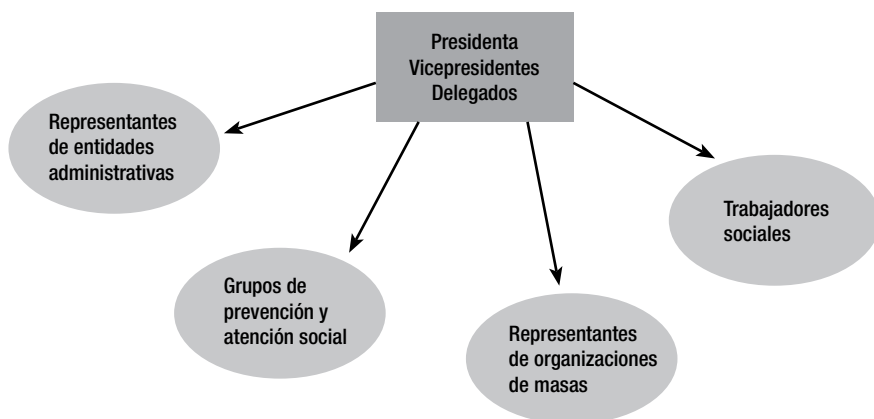 Presidenta
Vicepresidentes
Delegados
Representantes
de entidades
administrativas
Trabajadores
sociales
Grupos de
prevención y
atención social
Representantes
de organizaciones
de masas